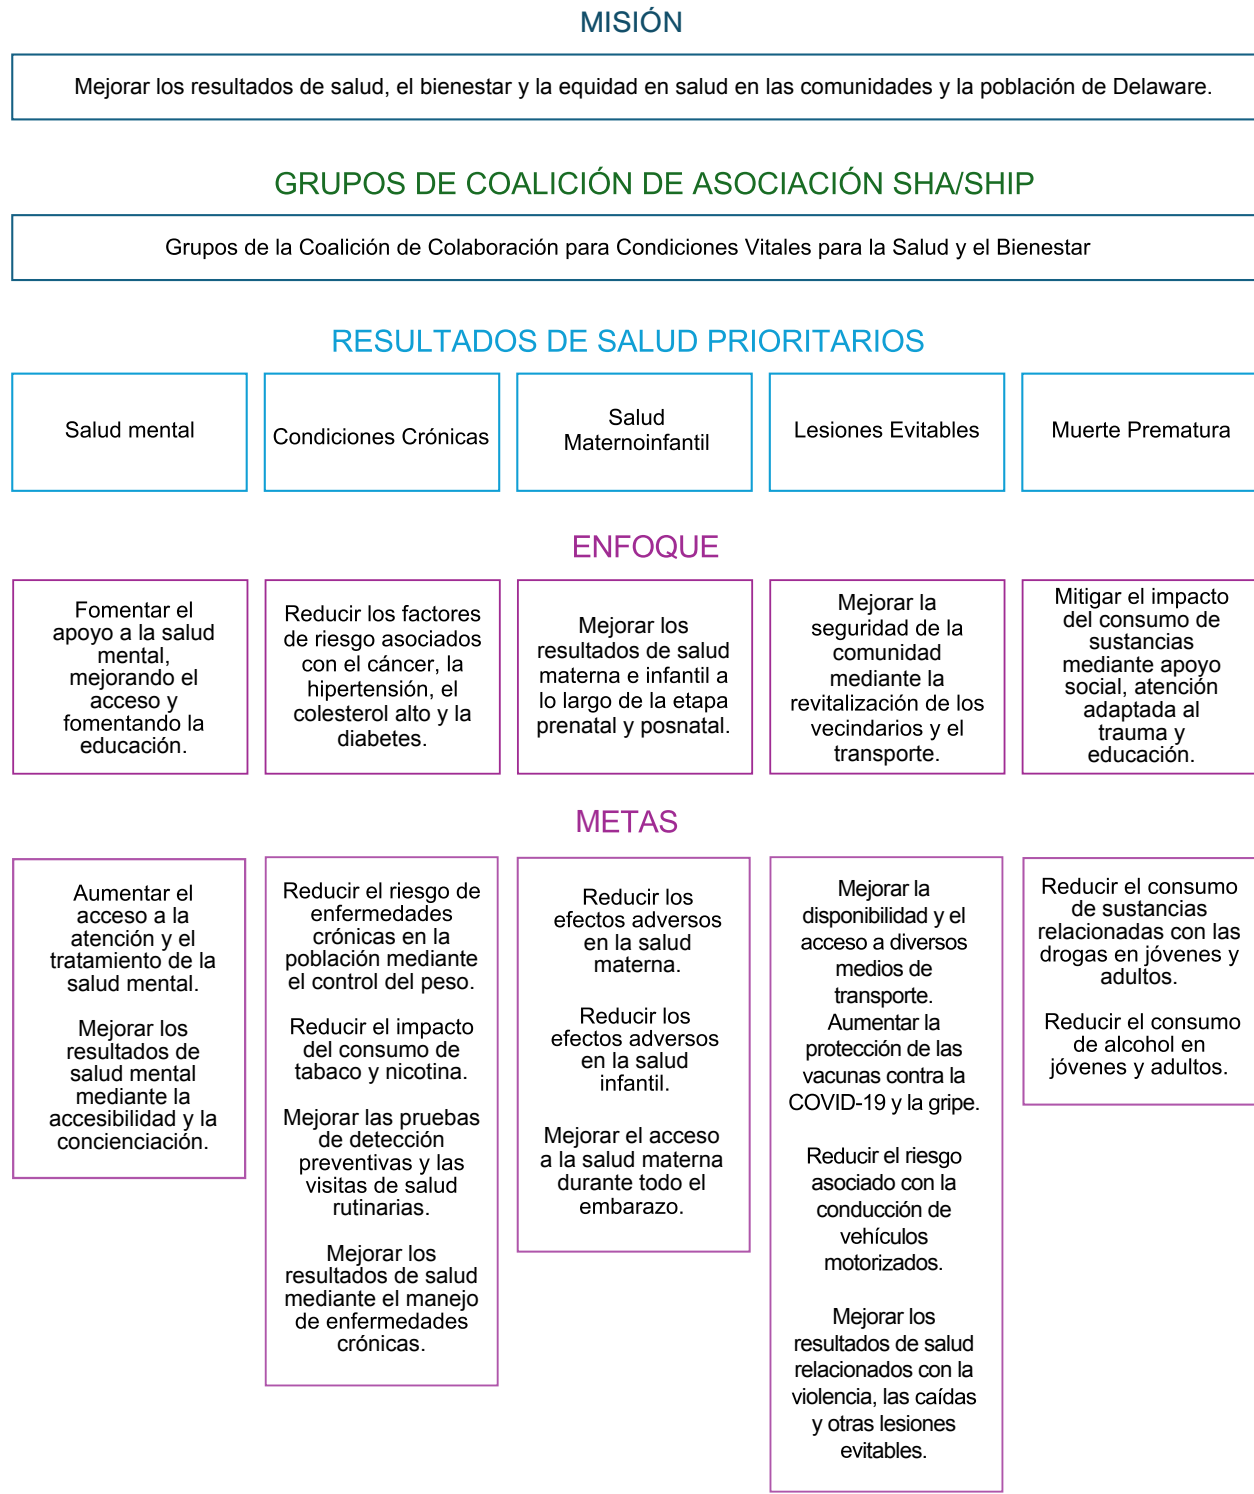 MISIÓN
Mejorar los resultados de salud, el bienestar y la equidad en salud en las comunidades y la población de Delaware.
GRUPOS DE COALICIÓN DE ASOCIACIÓN SHA/SHIP
Grupos de la Coalición de Colaboración para Condiciones Vitales para la Salud y el Bienestar
RESULTADOS DE SALUD PRIORITARIOS
Salud mental
Condiciones Crónicas
Salud
Maternoinfantil
Lesiones Evitables
Muerte Prematura
ENFOQUE
Fomentar el
apoyo a la salud
mental,
mejorando el
acceso y
fomentando la
educación.
Reducir los factores
de riesgo asociados
con el cáncer, la
hipertensión, el
colesterol alto y la
diabetes.
Mejorar los
resultados de salud
materna e infantil a
lo largo de la etapa
prenatal y posnatal.
Mejorar la
seguridad de la
comunidad
mediante la
revitalización de los
vecindarios y el
transporte.
Mitigar el impacto
del consumo de
sustancias
mediante apoyo
social, atención
adaptada al
trauma y
educación.
METAS
Aumentar el
acceso a la
atención y el
tratamiento de la
salud mental.
Mejorar los
resultados de
salud mental
mediante la
accesibilidad y la
concienciación.
Reducir el riesgo de
enfermedades
crónicas en la
población mediante
el control del peso.
Reducir el impacto
del consumo de
tabaco y nicotina.
Mejorar las pruebas
de detección
preventivas y las
visitas de salud
rutinarias.
Mejorar los
resultados de salud
mediante el manejo
de enfermedades
crónicas.
Reducir los
efectos adversos
en la salud
materna.
Reducir los
efectos adversos
en la salud
infantil.
Mejorar el acceso
a la salud materna
durante todo el
embarazo.
Mejorar la
disponibilidad y el
acceso a diversos
medios de
transporte.
Aumentar la
protección de las
vacunas contra la
COVID-19 y la gripe.
Reducir el riesgo
asociado con la
conducción de
vehículos
motorizados.
Mejorar los
resultados de salud
relacionados con la
violencia, las caídas
y otras lesiones
evitables.
Reducir el consumo
de sustancias
relacionadas con las
drogas en jóvenes y
adultos.
Reducir el consumo
de alcohol en
jóvenes y adultos.